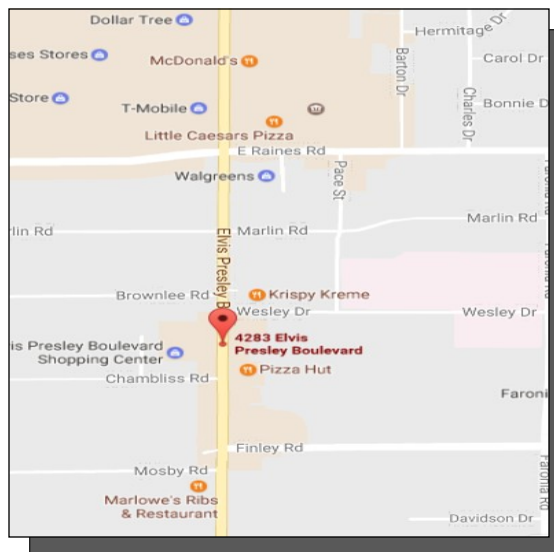 Dollar Tree
Hermitage Dr
ses Stores
McDonald's
Barton Dr
Carol Dr
Store
T-Mobile
Charles Dr
Bonnie D
Little Caesars Pizza
E Raines Rd
Walgreens
Pace St
lin Rd
Marlin Rd
Marlin Rd
Elvis Presley B
Brownlee Rd
Krispy Kreme
Wesley Dr
Wesley Dr
4283 Elvis
Presley Boulevard
is Presley Boulevard
Shopping Center
Pizza Hut
Chambliss Rd
Faroni
Finley Rd
Mosby Rd
Faronia Rd
Marlowe's Ribs
& Restaurant
Davidson Dr